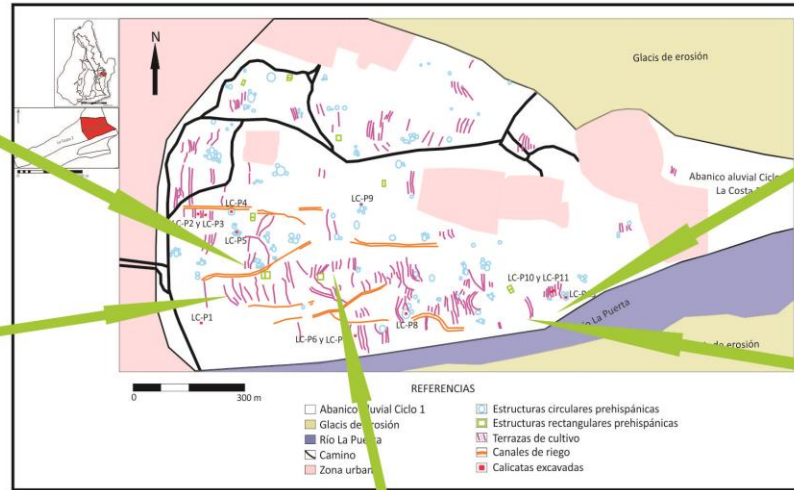 N
Glacis de erosión
Abanico aluvial Ciclo
La Costa
LC-P4
LC-P9
LC-P2 y LC-P3
LC-P5
LC-P10 y LC-P11
LC-P1
LC-P6 y LC-
LC-P8
La Puerta
de erosión
0
300 m
REFERENCIAS
Abanico aluvial Ciclo 1
Glacis de erosión
Río La Puerta
Camino
Zona urban
Estructuras circulares prehispánicas
Estructuras rectangulares prehispánicas
Terrazas de cultivo
Canales de riego
Calicatas excavadas